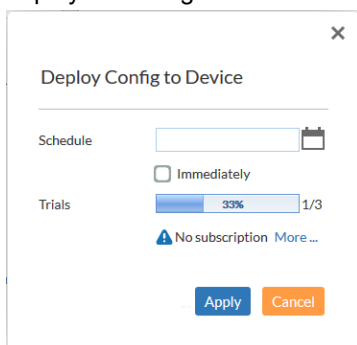 Deploy Config to Device
Schedule
Immediately
Trials 33% 1/3
No subscription More ...
Apply Cancel